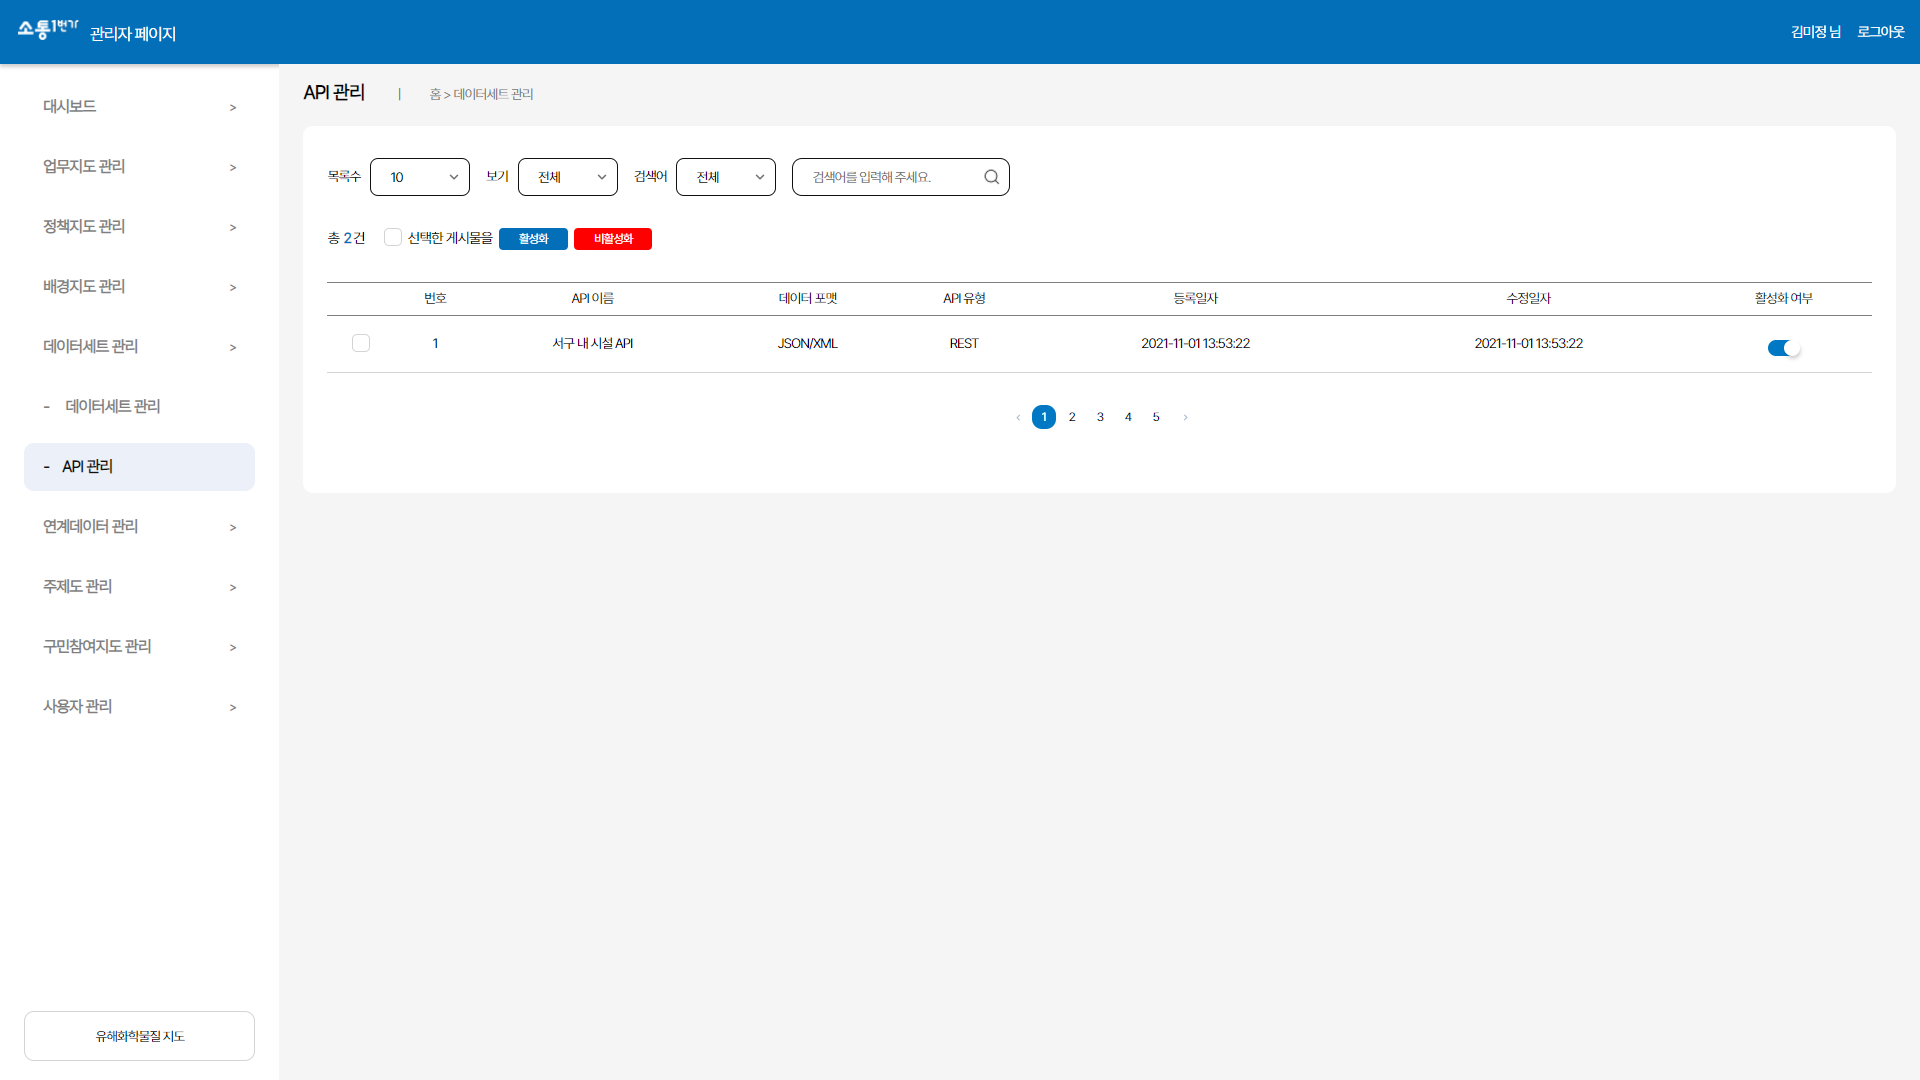 소통1번가 관리자 페이지
김미정 님 로그아웃
대시보드 >
업무지도 관리 >
정책지도 관리 >
배경지도 관리 >
데이터세트 관리 >
- 데이터세트 관리
- API 관리
연계데이터 관리 >
주제도 관리 >
구민참여지도 관리 >
사용자 관리 >
유해화학물질 지도
API 관리 | 홈 > 데이터세트 관리
목록수 10 보기 전체 검색어 전체 검색어를 입력해 주세요.
총 2 건 선택한 게시물을 활성화 비활성화
번호 API 이름 데이터 포맷 API 유형 등록일자 수정일자 활성화 여부
1 서구 내 시설 API JSON/XML REST 2021-11-01 13:53:22 2021-11-01 13:53:22
‹ 1 2 3 4 5 ›